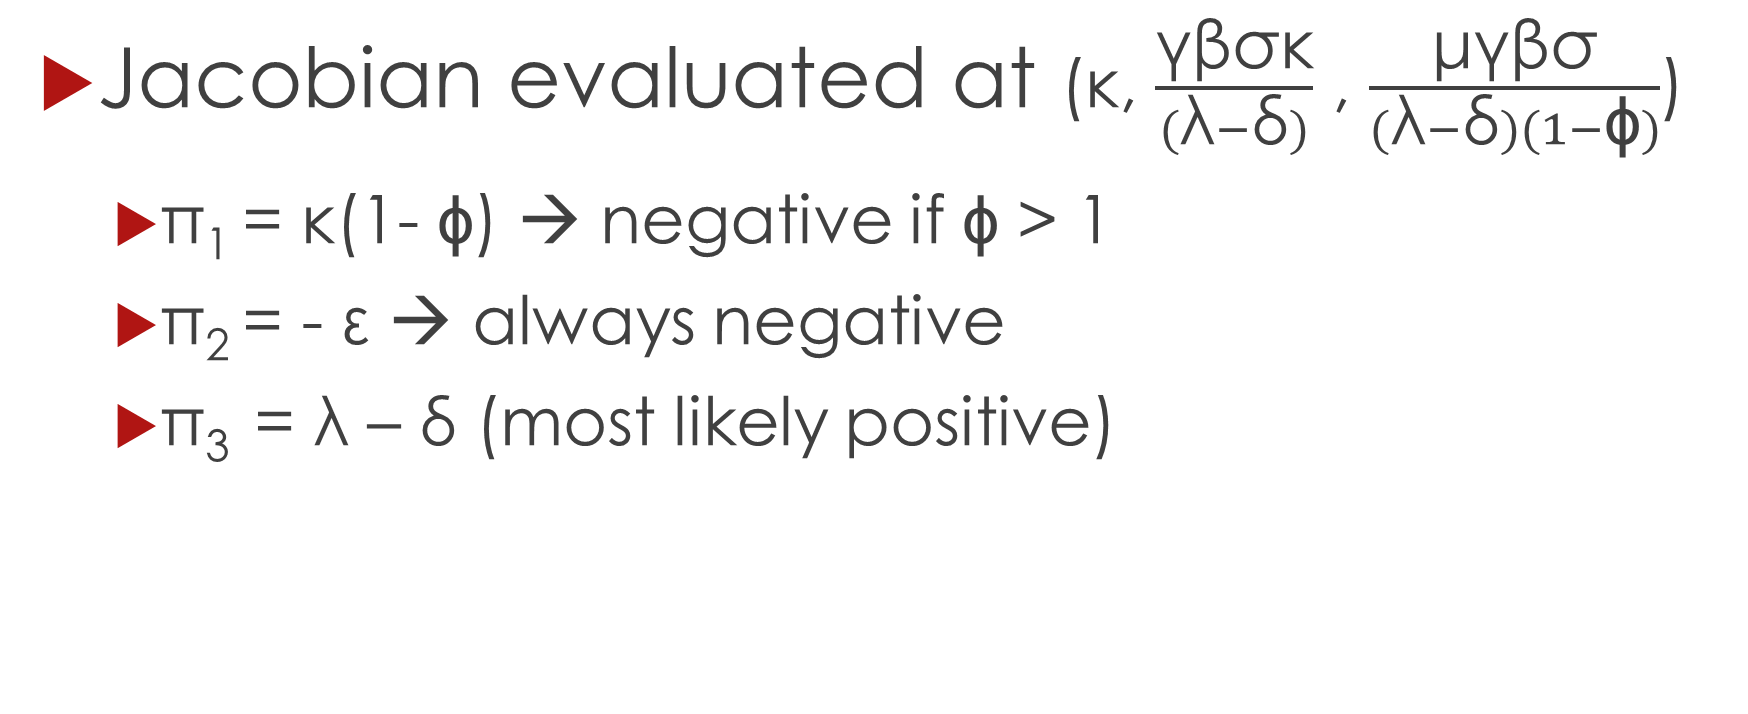 Jacobian evaluated at (κ, γβσκ/(λ−δ) , μγβσ/(λ−δ)(1−ϕ))
π₁ = κ(1- ϕ) → negative if ϕ > 1
π₂ = - ε → always negative
π₃ = λ – δ (most likely positive)